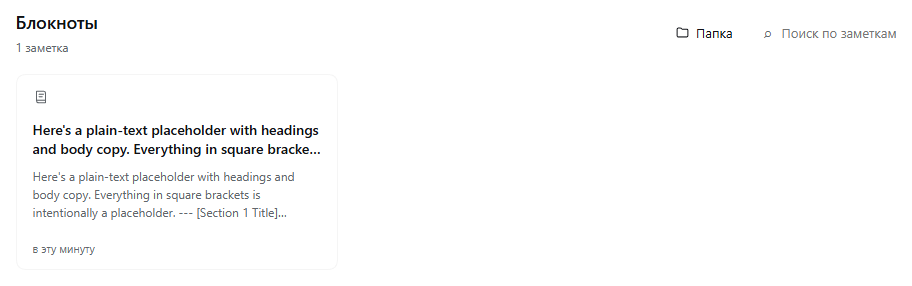 Блокноты
1 заметка
Папка
Поиск по заметкам
Here's a plain-text placeholder with headings
and body copy. Everything in square bracke...
Here's a plain-text placeholder with headings and
body copy. Everything in square brackets is
intentionally a placeholder. --- [Section 1 Title]...
в эту минуту